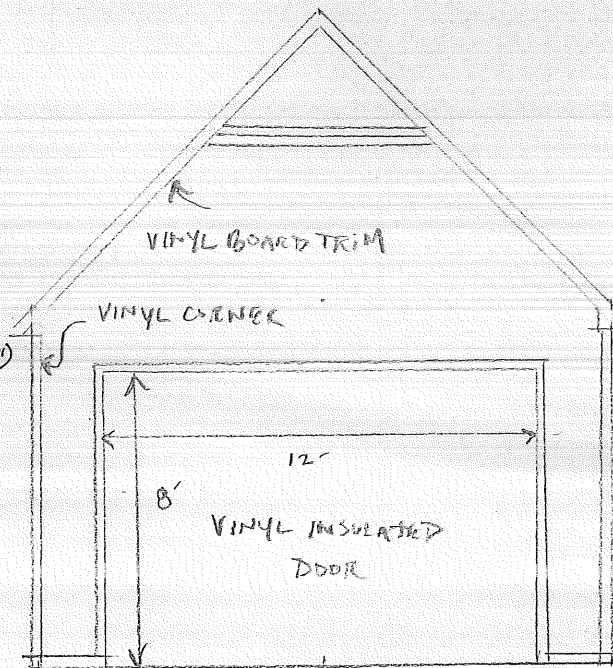 VINYL BOARD TRIM
VINYL CORNER
12'
8'
VINYL INSULATED
DOOR